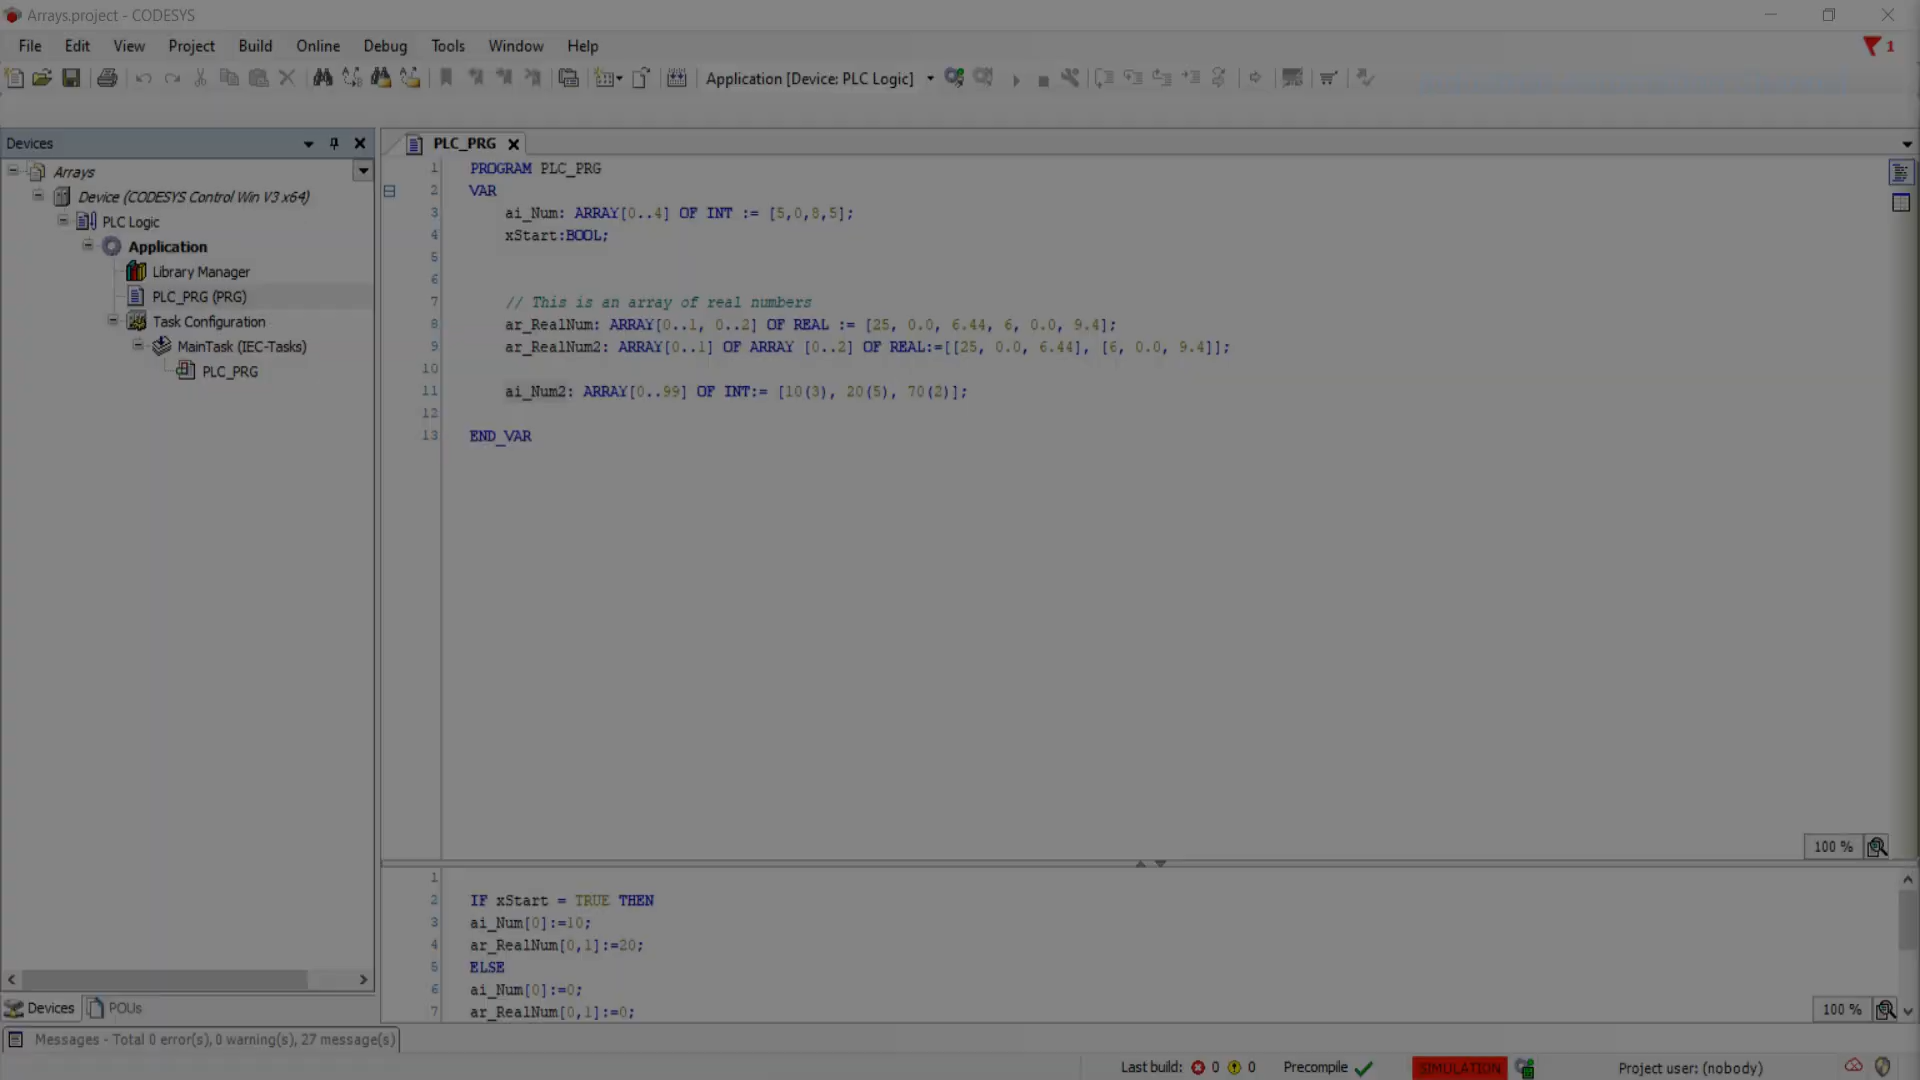 Arrays.project - CODESYS
File Edit View Project Build Online Debug Tools Window Help
1
Application [Device: PLC Logic]
Devices
PLC_PRG
Arrays
Device (CODESYS Control Win V3 x64)
PLC Logic
Application
Library Manager
PLC_PRG (PRG)
Task Configuration
MainTask (IEC-Tasks)
PLC_PRG
1 PROGRAM PLC_PRG
2 VAR
3 ai_Num: ARRAY[0..4] OF INT := [5,0,8,5];
4 xStart:BOOL;
5
6
7 // This is an array of real numbers
8 ar_RealNum: ARRAY[0..1, 0..2] OF REAL := [25, 0.0, 6.44, 6, 0.0, 9.4];
9 ar_RealNum2: ARRAY[0..1] OF ARRAY [0..2] OF REAL:=[[25, 0.0, 6.44], [6, 0.0, 9.4]];
10
11 ai_Num2: ARRAY[0..99] OF INT:= [10(3), 20(5), 70(2)];
12
13 END_VAR
100 %
1
2 IF xStart = TRUE THEN
3 ai_Num[0]:=10;
4 ar_RealNum[0,1]:=20;
5 ELSE
6 ai_Num[0]:=0;
7 ar_RealNum[0,1]:=0;
100 %
Devices POUs
Messages - Total 0 error(s), 0 warning(s), 27 message(s)
Last build: 0 0 Precompile SIMULATION Project user: (nobody)